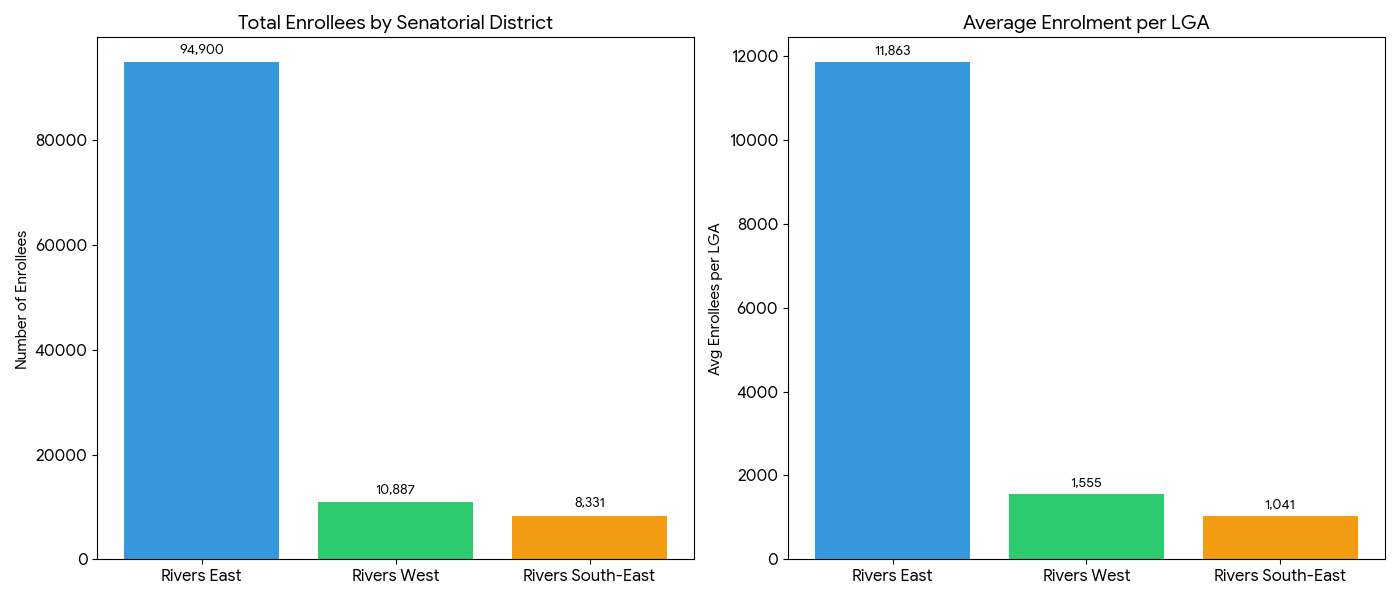 Total Enrollees by Senatorial District
94,900
80000
60000
40000
20000
0
Number of Enrollees
10,887
8,331
Rivers East
Rivers West
Rivers South-East
Average Enrolment per LGA
11,863
12000
10000
8000
6000
4000
2000
0
Avg Enrollees per LGA
1,555
1,041
Rivers East
Rivers West
Rivers South-East